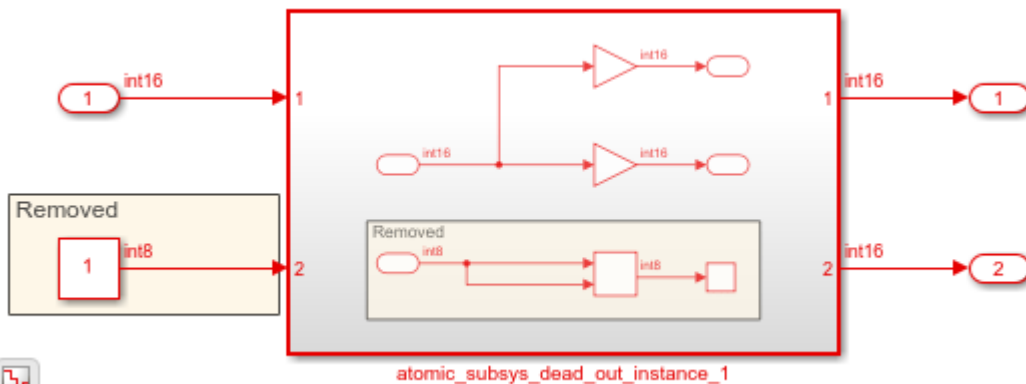 int16
int16
int16
1
1
1
1
int16
int16
Removed
Removed
int8
int8
1
int8
int16
2
2
2
atomic_subsys_dead_out_instance_1